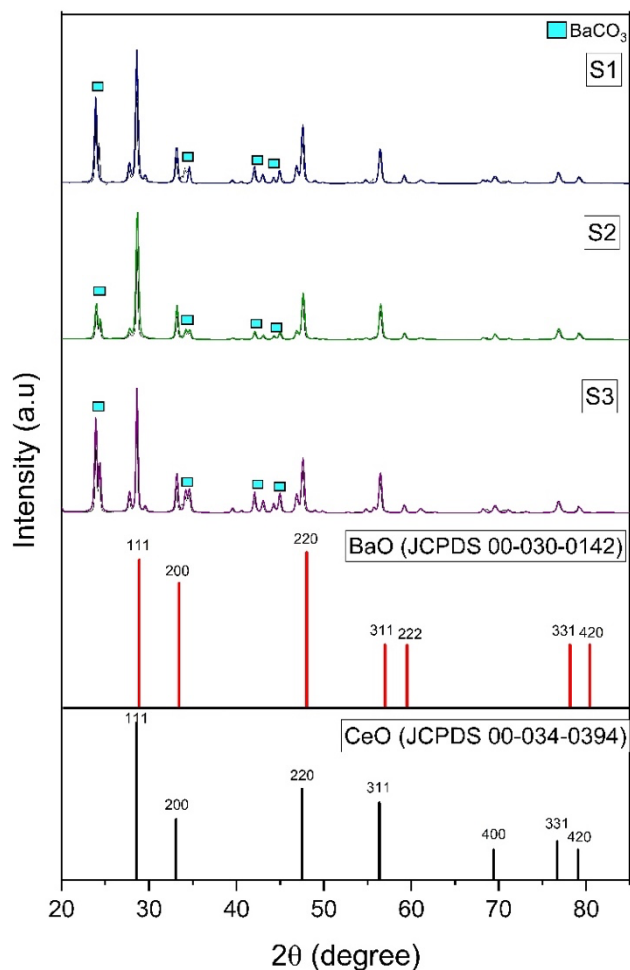 BaCO₃
S1
S2
S3
Intensity (a.u)
BaO (JCPDS 00-030-0142)
111
200
220
311
222
331
420
CeO (JCPDS 00-034-0394)
111
200
220
311
400
331
420
20 30 40 50 60 70 80
2θ (degree)